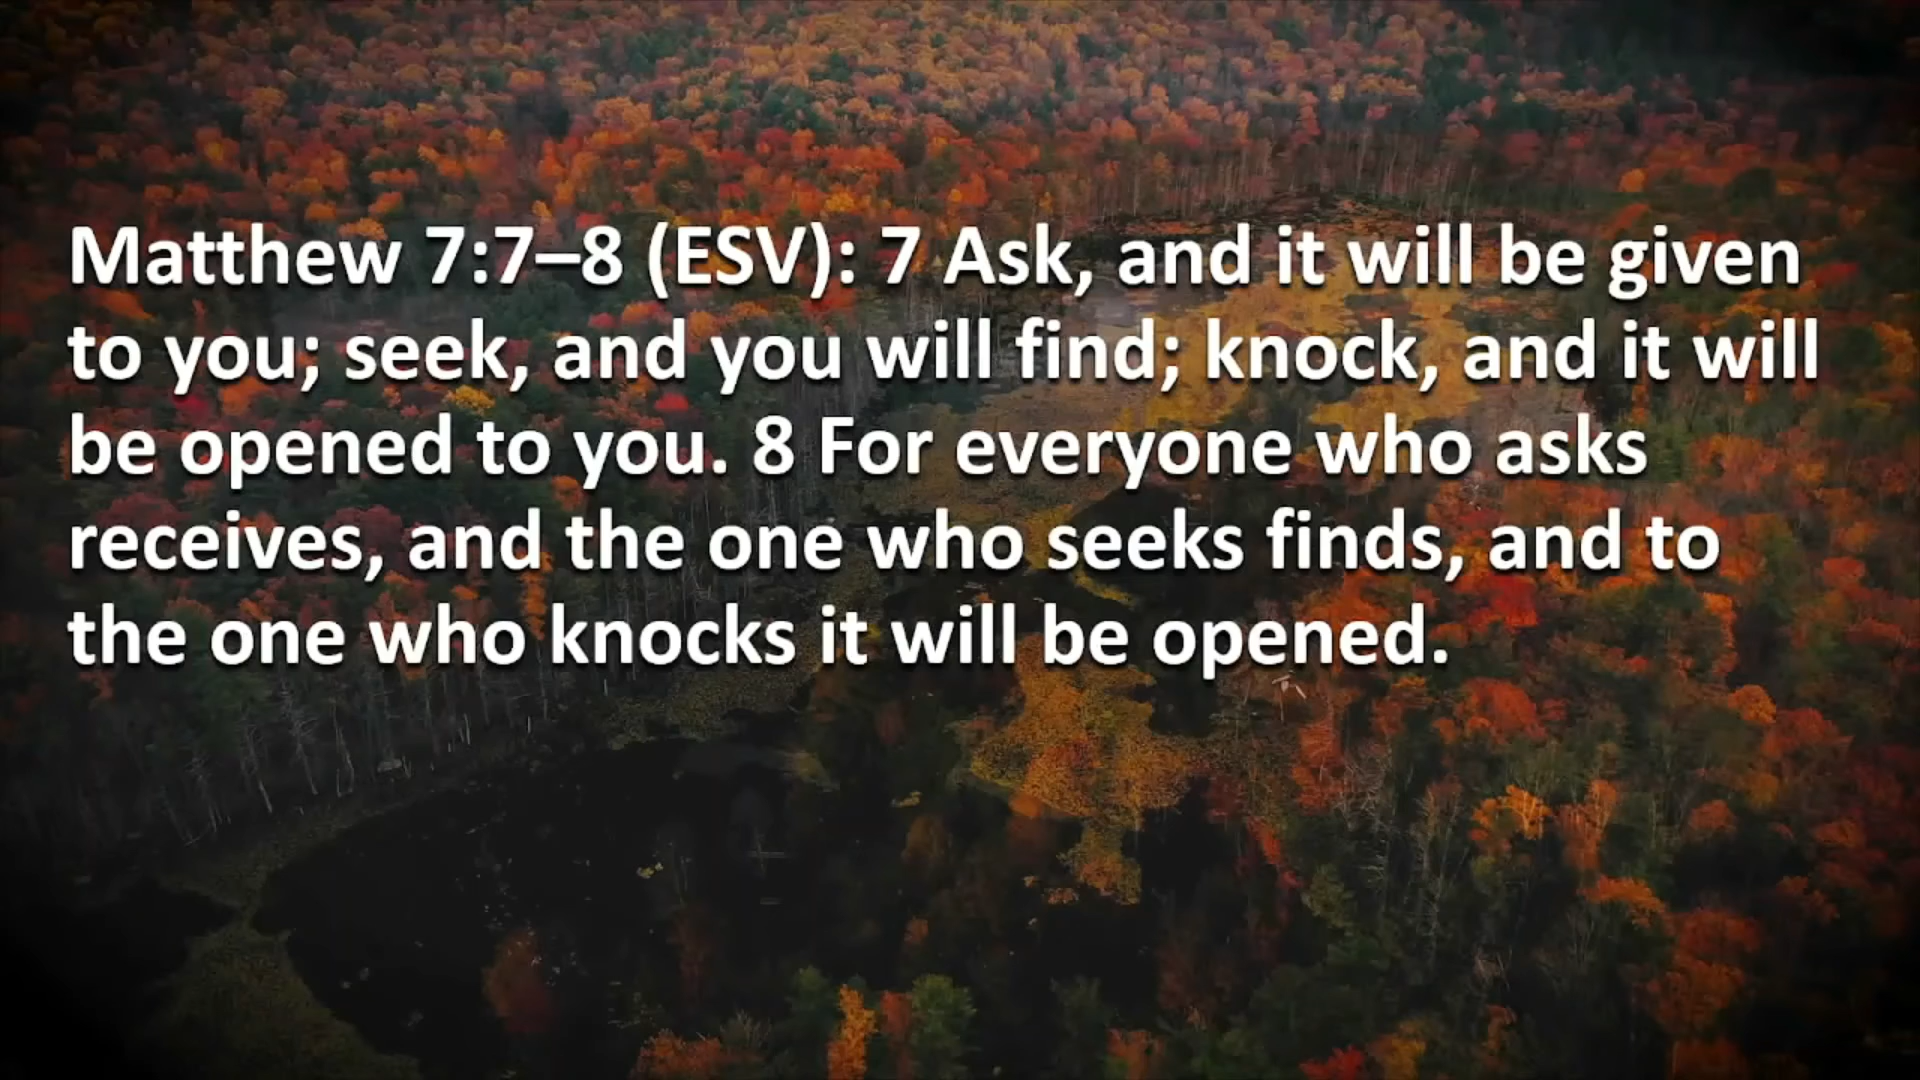 Matthew 7:7–8 (ESV): 7 Ask, and it will be given
to you; seek, and you will find; knock, and it will
be opened to you. 8 For everyone who asks
receives, and the one who seeks finds, and to
the one who knocks it will be opened.